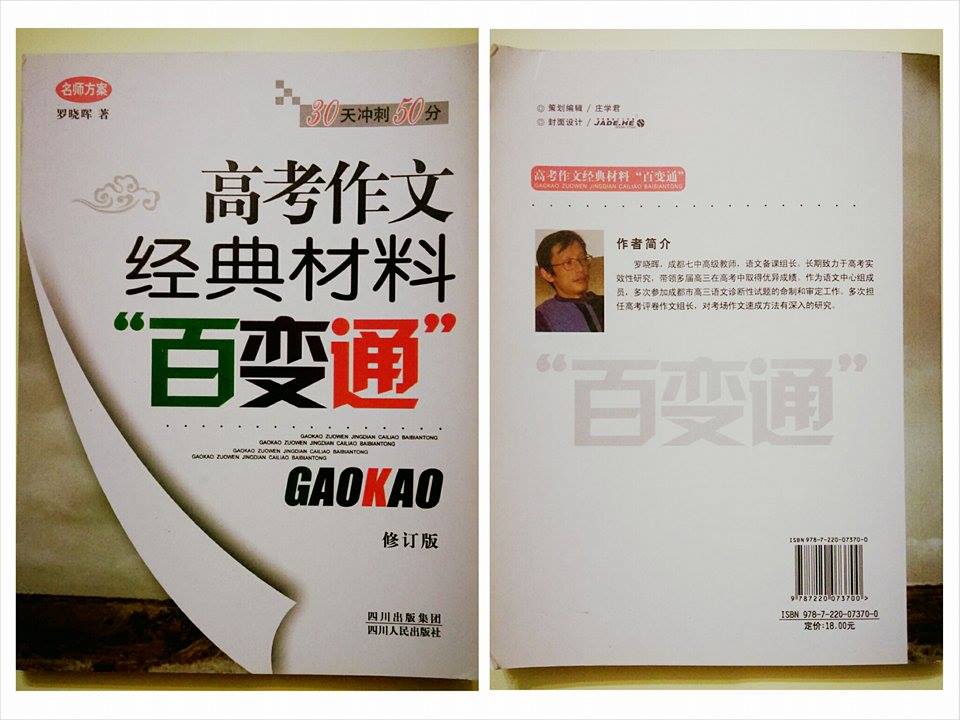 名师方案
罗晓晖 著
30天冲刺50分
高考作文
经典材料
“百变通”
GAOKAO ZUOWEN JINGDIAN CAILIAO BAIBIANTONG
GAOKAO ZUOWEN JINGDIAN CAILIAO BAIBIANTONG
GAOKAO ZUOWEN JINGDIAN CAILIAO BAIBIANTONG
GAOKAO ZUOWEN JINGDIAN CAILIAO BAIBIANTONG
GAOKAO
修订版
四川出版集团
四川人民出版社
◎ 策划编辑 / 庄学君
◎ 封面设计 / JADE.HE
高考作文经典材料 “百变通”
GAOKAO ZUOWEN JINGDIAN CAILIAO BAIBIANTONG
作者简介
罗晓晖，成都七中高级教师，语文备课组长。长期致力于高考实
效性研究，带领多届高三在高考中取得优异成绩。作为语文中心组成
员，多次参加成都市高三语文诊断性试题的命制和审定工作。多次担
任高考评卷作文组长，对考场作文速成方法有深入的研究。
“百变通”
ISBN 978-7-220-07370-0
9 787220 073700 >
ISBN 978-7-220-07370-0
定价:18.00元